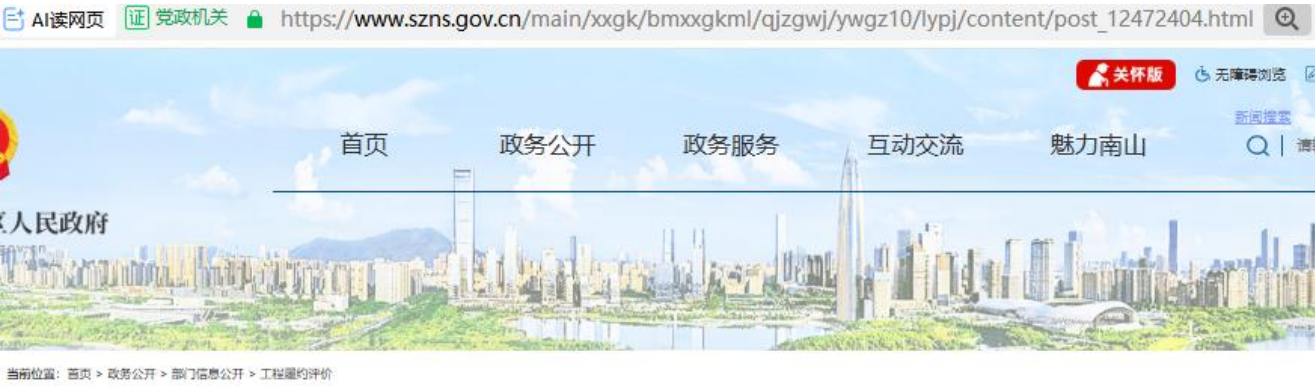 AI读网页 证 党政机关 https://www.szns.gov.cn/main/xxgk/bmxxgkml/qjzgwj/ywgz10/lypj/content/post_12472404.html
关怀版 无障碍浏览
新闻搜索
首页 政务公开 政务服务 互动交流 魅力南山
人民政府
当前位置：首页 > 政务公开 > 部门信息公开 > 工程履约评价